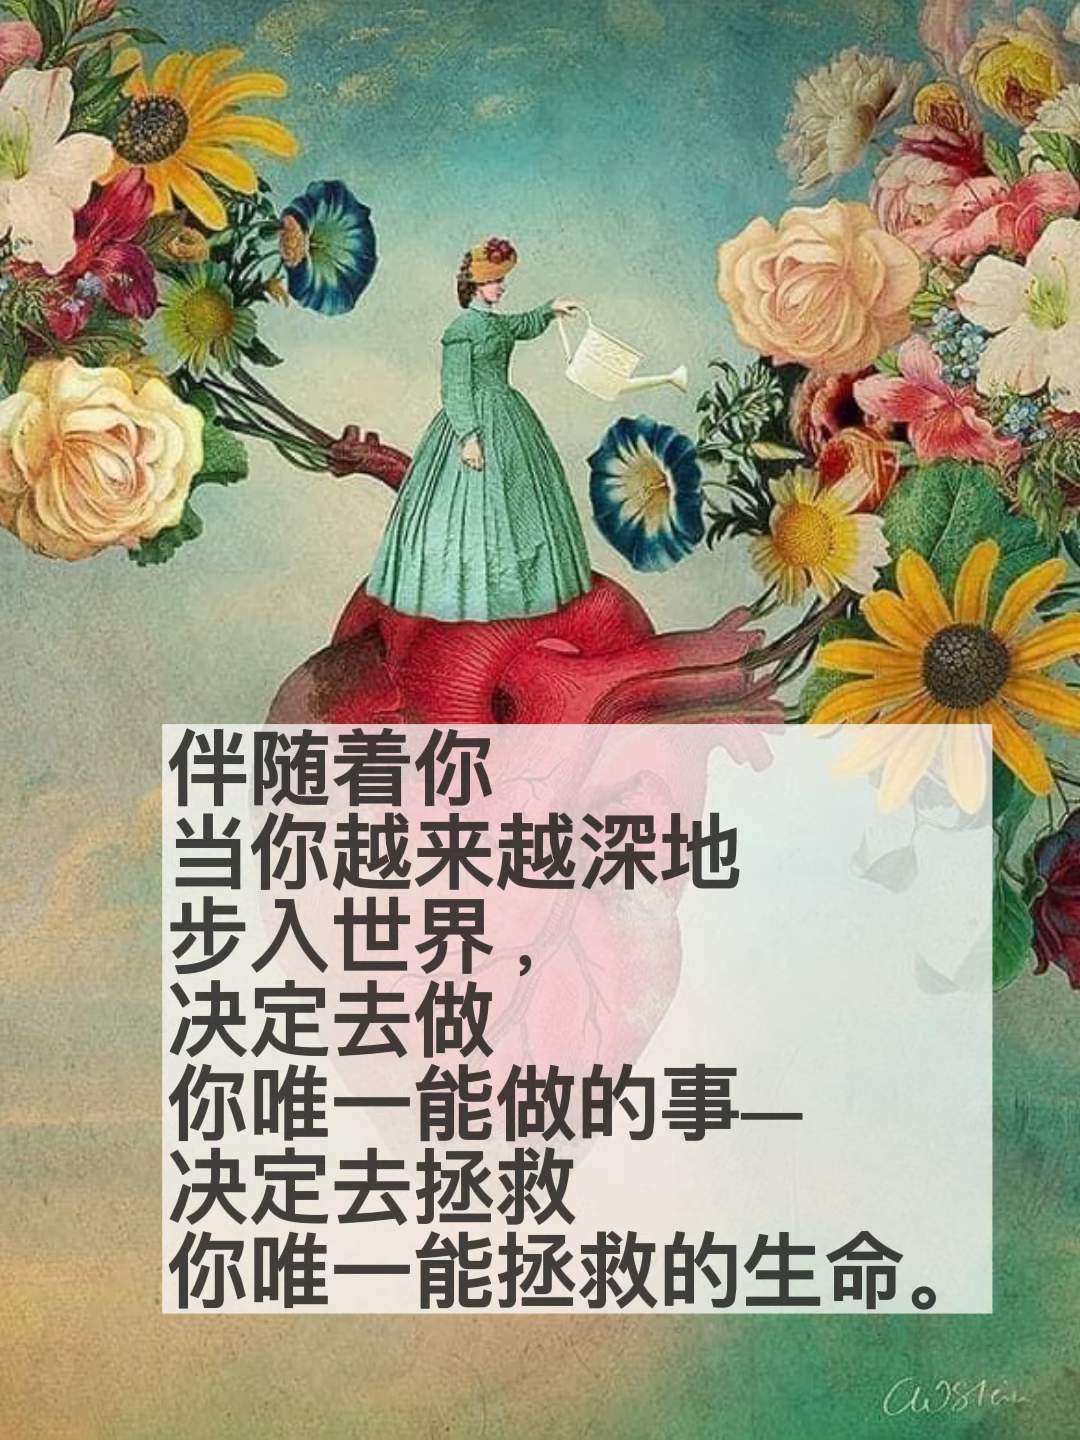 伴随着你
当你越来越深地
步入世界,
决定去做
你唯一能做的事—
决定去拯救
你唯一能拯救的生命。